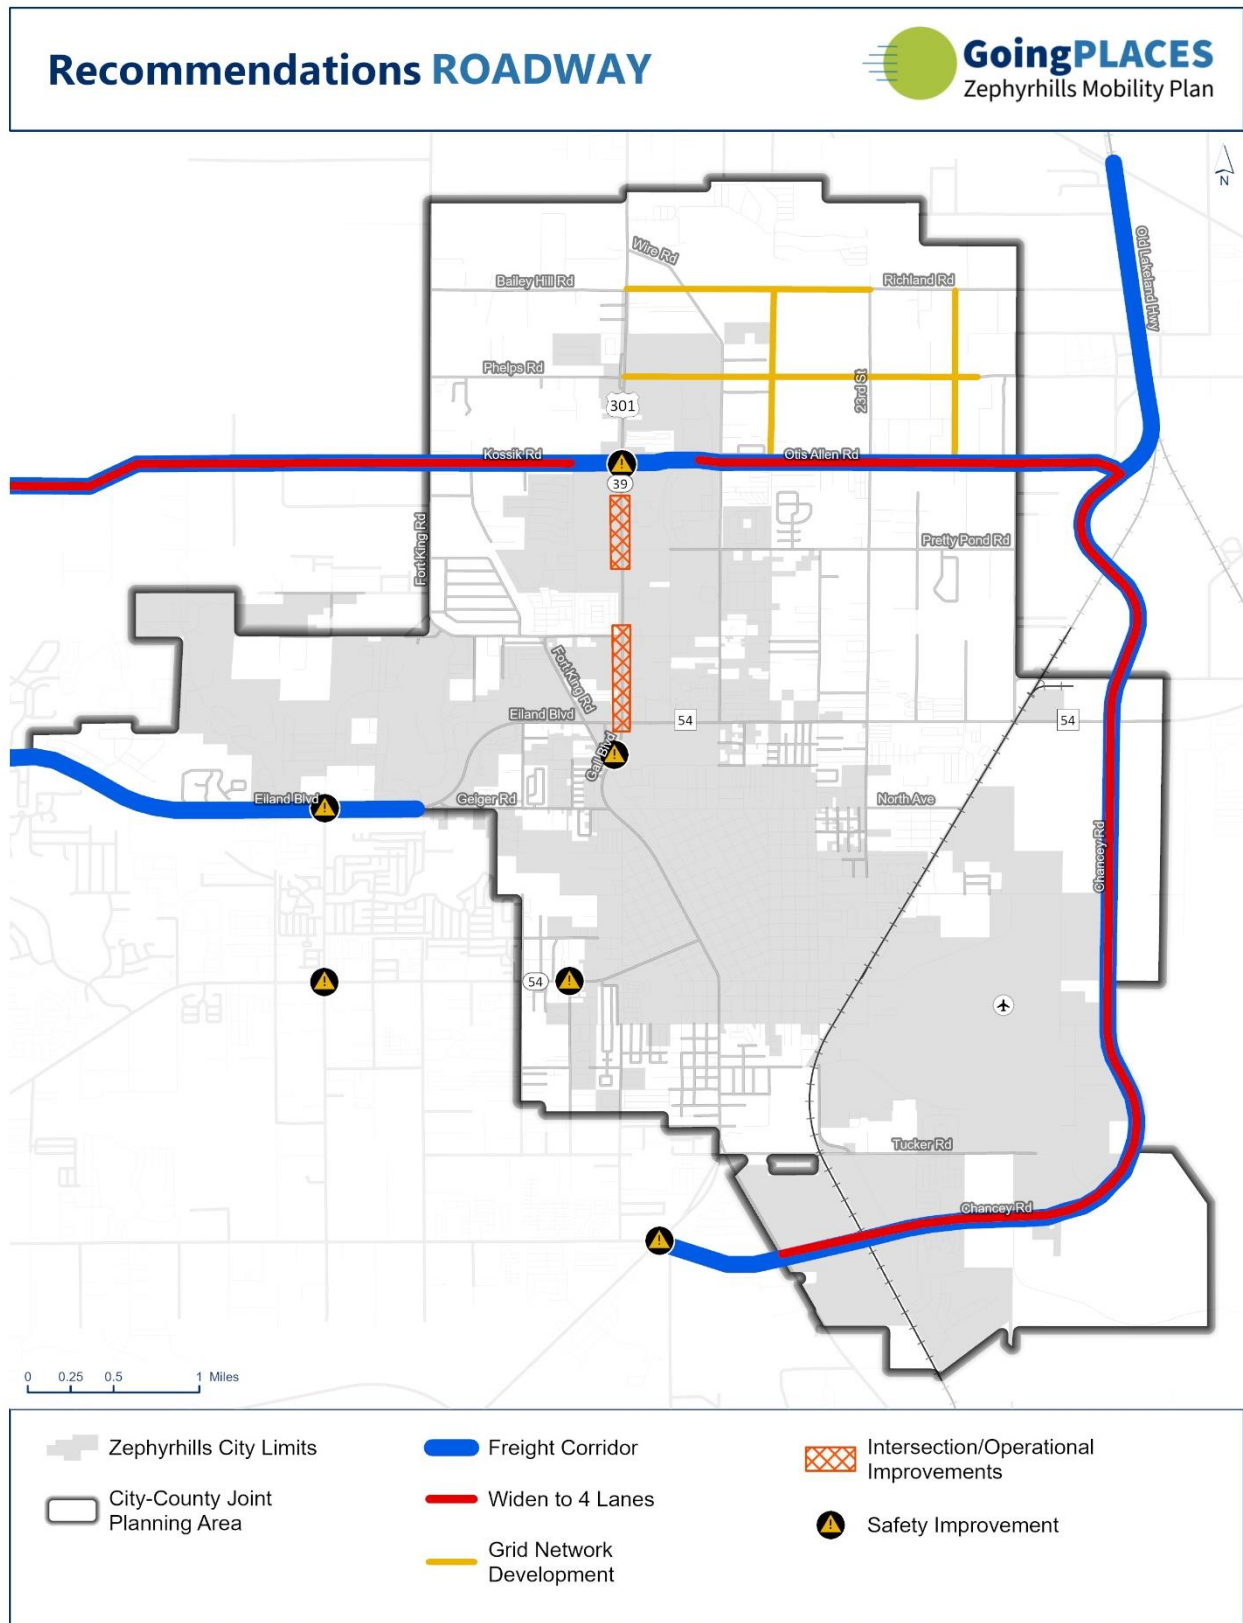 Recommendations ROADWAY
GoingPLACES
Zephyrhills Mobility Plan
N
Old Lakeland Hwy
Wire Rd
Bailey Hill Rd
Richland Rd
Phelps Rd
23rd St
301
Kossik Rd
Otis Allen Rd
39
Fort King Rd
Pretty Pond Rd
Fort King Rd
Eiland Blvd
54
54
Gall Blvd
Eiland Blvd
Geiger Rd
North Ave
Chancey Rd
54
Tucker Rd
Chancey Rd
0 0.25 0.5 1 Miles
Zephyrhills City Limits
City-County Joint
Planning Area
Freight Corridor
Widen to 4 Lanes
Grid Network
Development
Intersection/Operational
Improvements
Safety Improvement